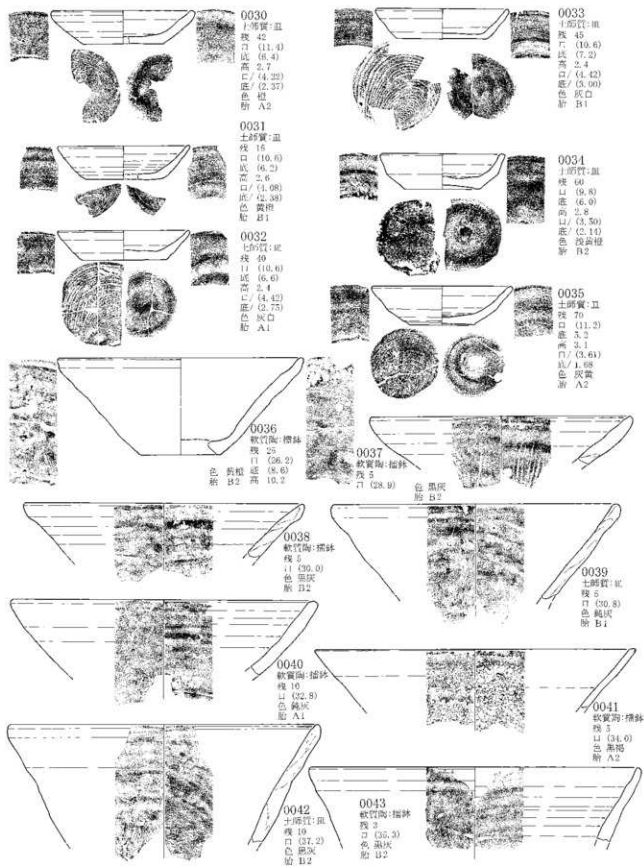 0030
土師質:皿
残 42
口 (11.4)
底 (6.4)
高 2.7
口/ (4.22)
底/ (2.37)
色 橙
胎 A2
0031
土師質:皿
残 15
口 (10.6)
底 (6.2)
高 2.6
口/ (4.08)
底/ (2.38)
色 黄橙
胎 B1
0032
土師質:皿
残 40
口 (10.6)
底 (6.6)
高 2.4
口/ (4.42)
底/ (2.75)
色 灰白
胎 A1
0033
土師質:皿
残 45
口 (10.6)
底 (7.2)
高 2.4
口/ (4.42)
底/ (3.00)
色 灰白
胎 B1
0034
土師質:皿
残 60
口 (9.8)
底 (6.0)
高 2.8
口/ (3.50)
底/ (2.14)
色 浅黄橙
胎 B2
0035
土師質:皿
残 70
口 (11.2)
底 5.2
高 3.1
口/ (3.61)
底/ 1.68
色 灰黄
胎 A2
0036
軟質陶:擂鉢
残 25
口 (26.2)
色 黄橙 底 (8.6)
胎 B2 高 10.2
0037
軟質陶:擂鉢
残 5
口 (28.9)
色 黒灰
胎 B2
0038
軟質陶:擂鉢
残 5
口 (30.0)
色 黒灰
胎 B2
0039
土師質:皿
残 5
口 (30.8)
色 鈍灰
胎 B1
0040
軟質陶:擂鉢
残 10
口 (32.8)
色 鈍灰
胎 A1
0041
軟質陶:擂鉢
残 5
口 (34.0)
色 黒褐
胎 A2
0042
土師質:皿
残 10
口 (37.2)
色 黒灰
胎 B2
0043
軟質陶:擂鉢
残 3
口 (35.3)
色 黒灰
胎 B2